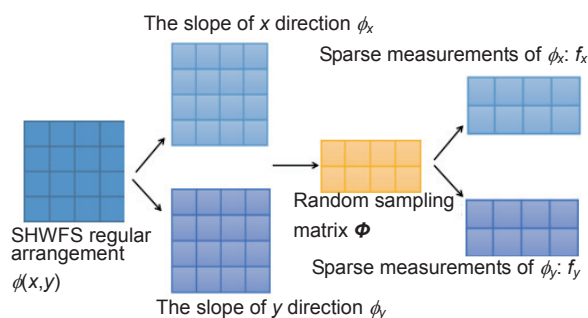 The slope of x direction ϕx
Sparse measurements of ϕx: fx
SHWFS regular
arrangement
ϕ(x,y)
Random sampling
matrix Φ
The slope of y direction ϕy
Sparse measurements of ϕy: fy